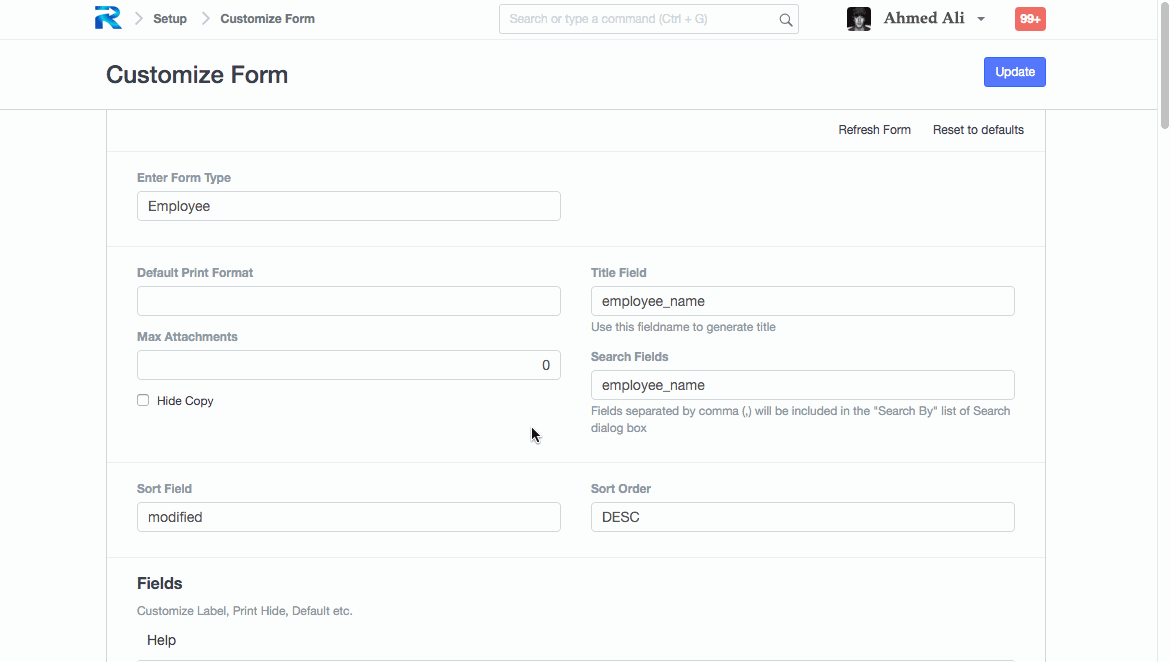 Setup
Customize Form
Search or type a command (Ctrl + G)
Ahmed Ali
99+
Customize Form
Update
Refresh Form
Reset to defaults
Enter Form Type
Employee
Default Print Format
Title Field
employee_name
Use this fieldname to generate title
Max Attachments
0
Search Fields
employee_name
Hide Copy
Fields separated by comma (,) will be included in the "Search By" list of Search
dialog box
Sort Field
modified
Sort Order
DESC
Fields
Customize Label, Print Hide, Default etc.
Help